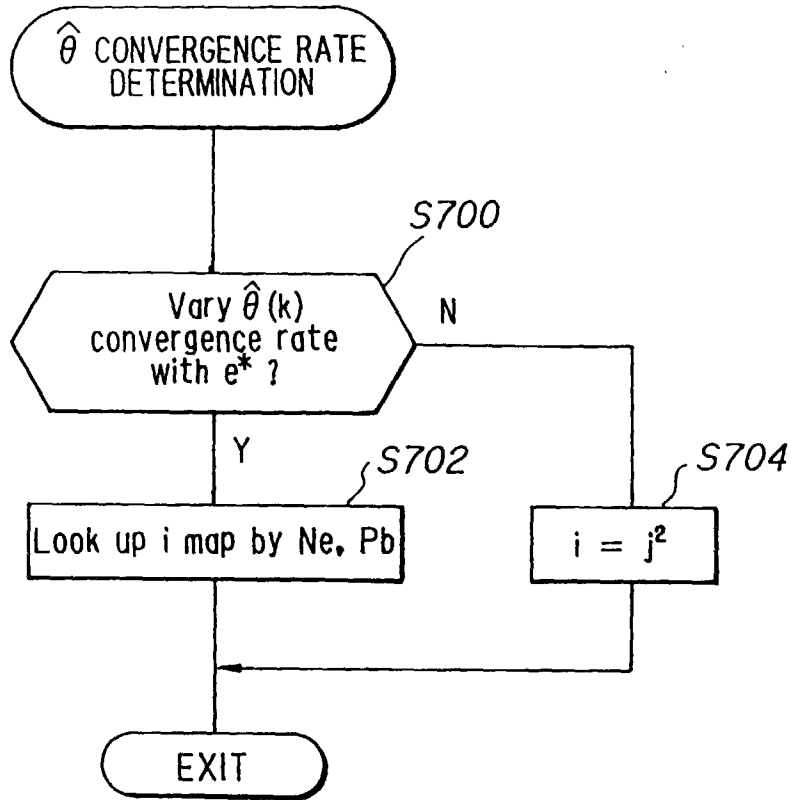 θ̂ CONVERGENCE RATE
DETERMINATION
S700
Vary θ̂(k)
convergence rate
with e* ?
N
Y
S702
S704
Look up i map by Ne, Pb
i = j²
EXIT